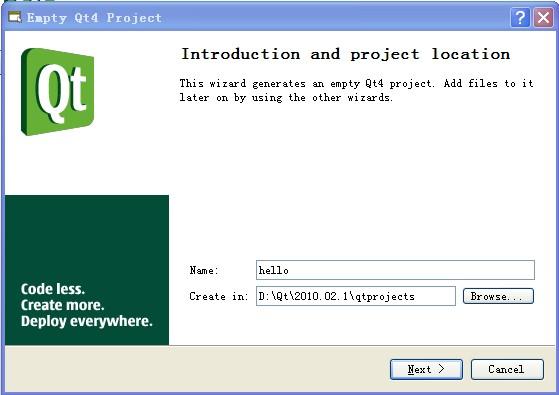 Empty Qt4 Project
Qt
Introduction and project location
This wizard generates an empty Qt4 project. Add files to it
later on by using the other wizards.
Name: hello
Create in: D:\Qt\2010.02.1\qtprojects Browse...
Code less.
Create more.
Deploy everywhere.
Next > Cancel